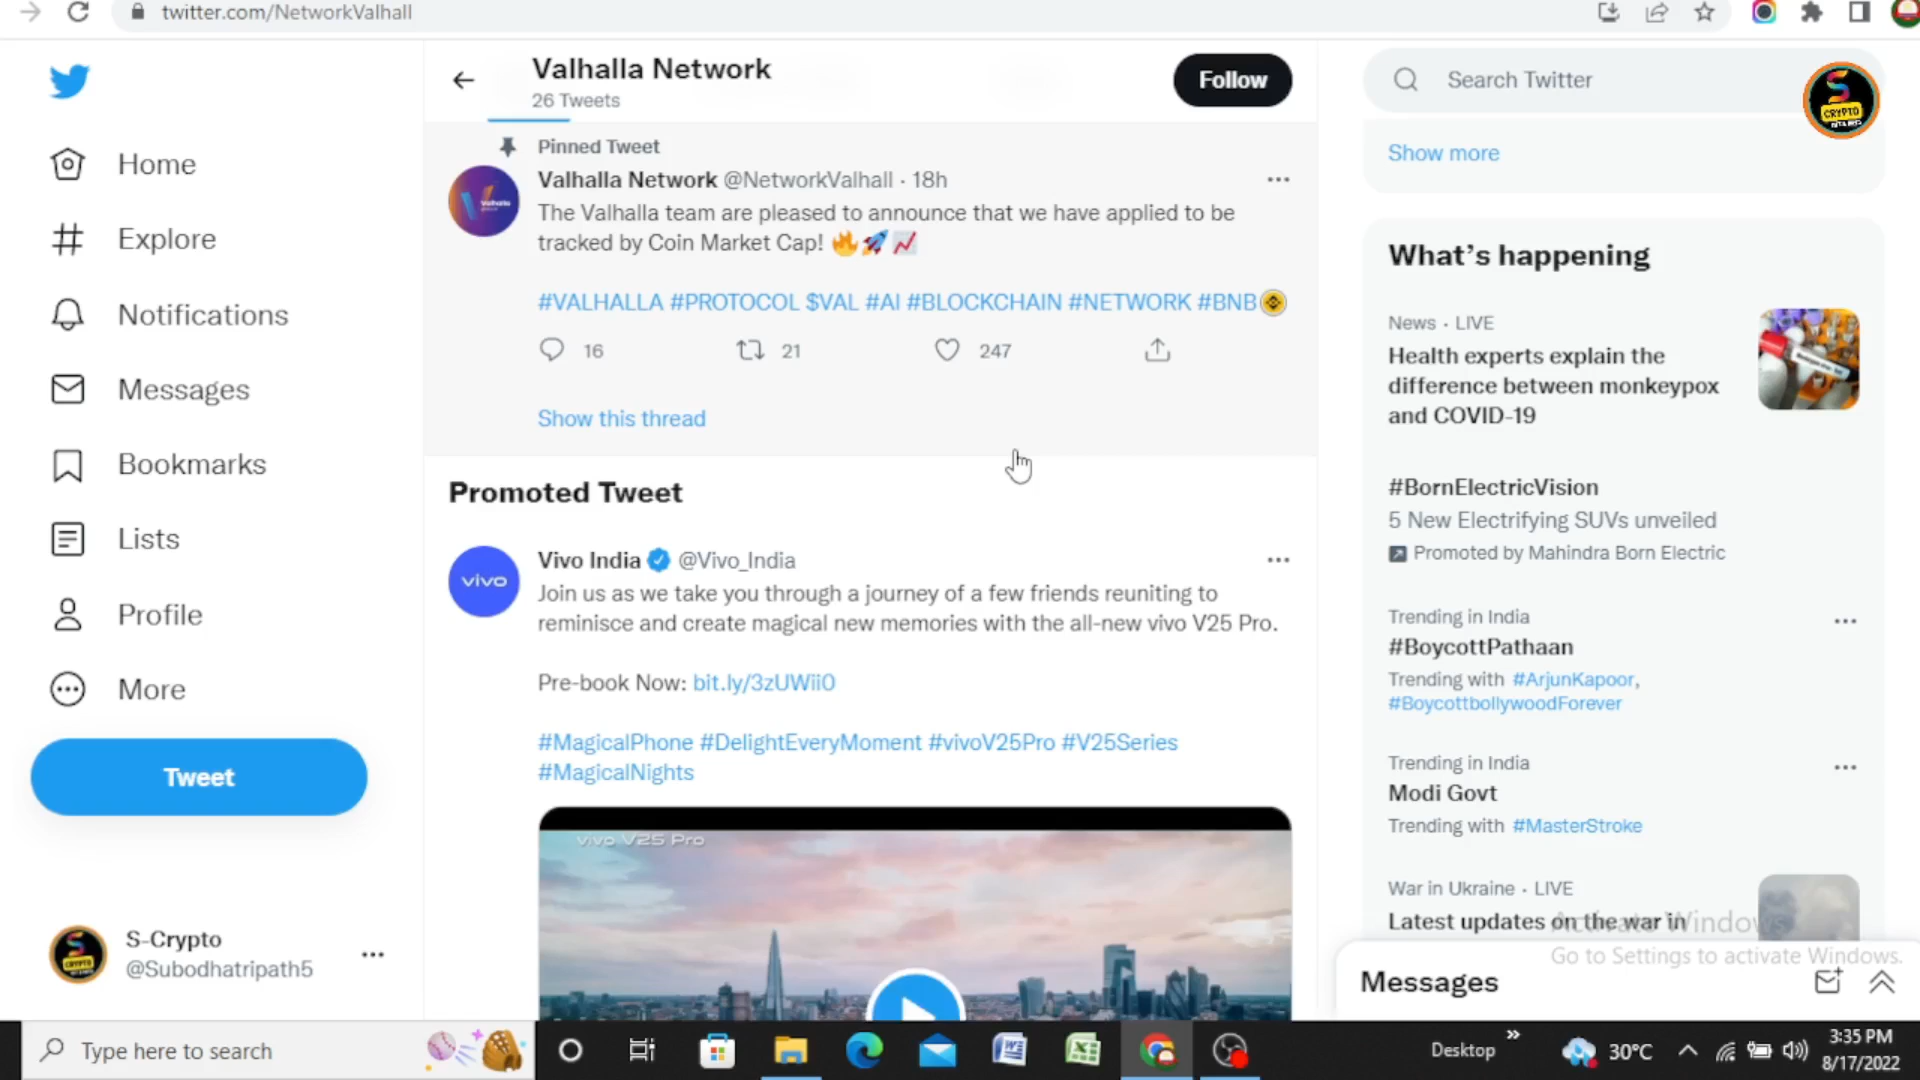 twitter.com/NetworkValhall
Valhalla Network
26 Tweets
Follow
Search Twitter
S
CRYPTO
Home
Explore
Notifications
Messages
Bookmarks
Lists
Profile
More
Tweet
S-Crypto
@Subodhatripath5
Pinned Tweet
Valhalla Network @NetworkValhall · 18h
The Valhalla team are pleased to announce that we have applied to be
tracked by Coin Market Cap! 🔥🚀📈
#VALHALLA #PROTOCOL $VAL #AI #BLOCKCHAIN #NETWORK #BNB
16 21 247
Show this thread
Promoted Tweet
vivo
Vivo India @Vivo_India
Join us as we take you through a journey of a few friends reuniting to
reminisce and create magical new memories with the all-new vivo V25 Pro.
Pre-book Now: bit.ly/3zUWii0
#MagicalPhone #DelightEveryMoment #vivoV25Pro #V25Series
#MagicalNights
vivo V25 Pro
Show more
What's happening
News · LIVE
Health experts explain the
difference between monkeypox
and COVID-19
#BornElectricVision
5 New Electrifying SUVs unveiled
Promoted by Mahindra Born Electric
Trending in India
#BoycottPathaan
Trending with #ArjunKapoor,
#BoycottbollywoodForever
Trending in India
Modi Govt
Trending with #MasterStroke
War in Ukraine · LIVE
Latest updates on the war in
Activate Windows
Go to Settings to activate Windows.
Messages
Type here to search
Desktop
30°C
3:35 PM
8/17/2022